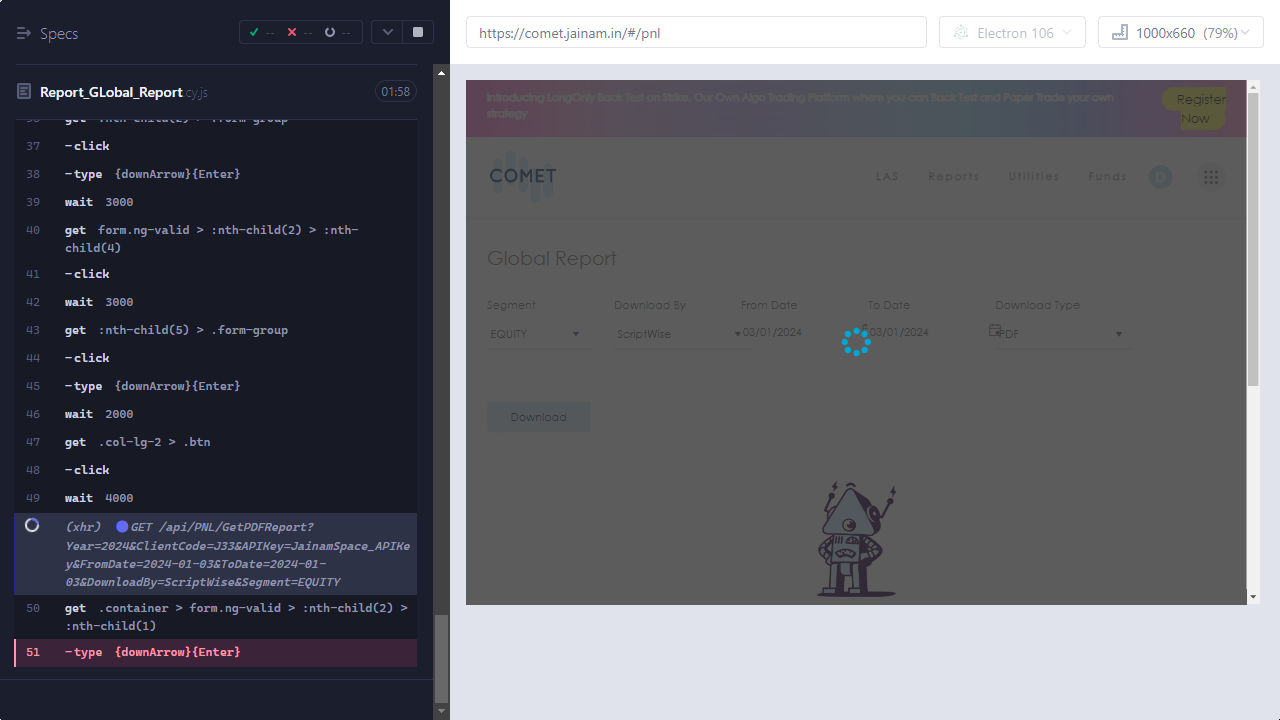 Specs
--
--
--
https://comet.jainam.in/#/pnl
Electron 106
1000x660 (79%)
Report_GLobal_Report.cy.js
01:58
get :nth-child(2) > .form-group
37 -click
38 -type {downArrow}{Enter}
39 wait 3000
40 get form.ng-valid > :nth-child(2) > :nth-
child(4)
41 -click
42 wait 3000
43 get :nth-child(5) > .form-group
44 -click
45 -type {downArrow}{Enter}
46 wait 2000
47 get .col-lg-2 > .btn
48 -click
49 wait 4000
(xhr) GET /api/PNL/GetPDFReport?
Year=2024&ClientCode=J33&APIKey=JainamSpace_APIKe
y&FromDate=2024-01-03&ToDate=2024-01-
03&DownloadBy=ScriptWise&Segment=EQUITY
50 get .container > form.ng-valid > :nth-child(2) >
:nth-child(1)
51 -type {downArrow}{Enter}
Introducing LongOnly Back Test on Strike, Our Own Algo Trading Platform where you can Back Test and Paper Trade your own
strategy
Register
Now
COMET
LAS Reports Utilities Funds D
Global Report
Segment Download By From Date To Date Download Type
EQUITY ScriptWise 03/01/2024 03/01/2024 PDF
Download